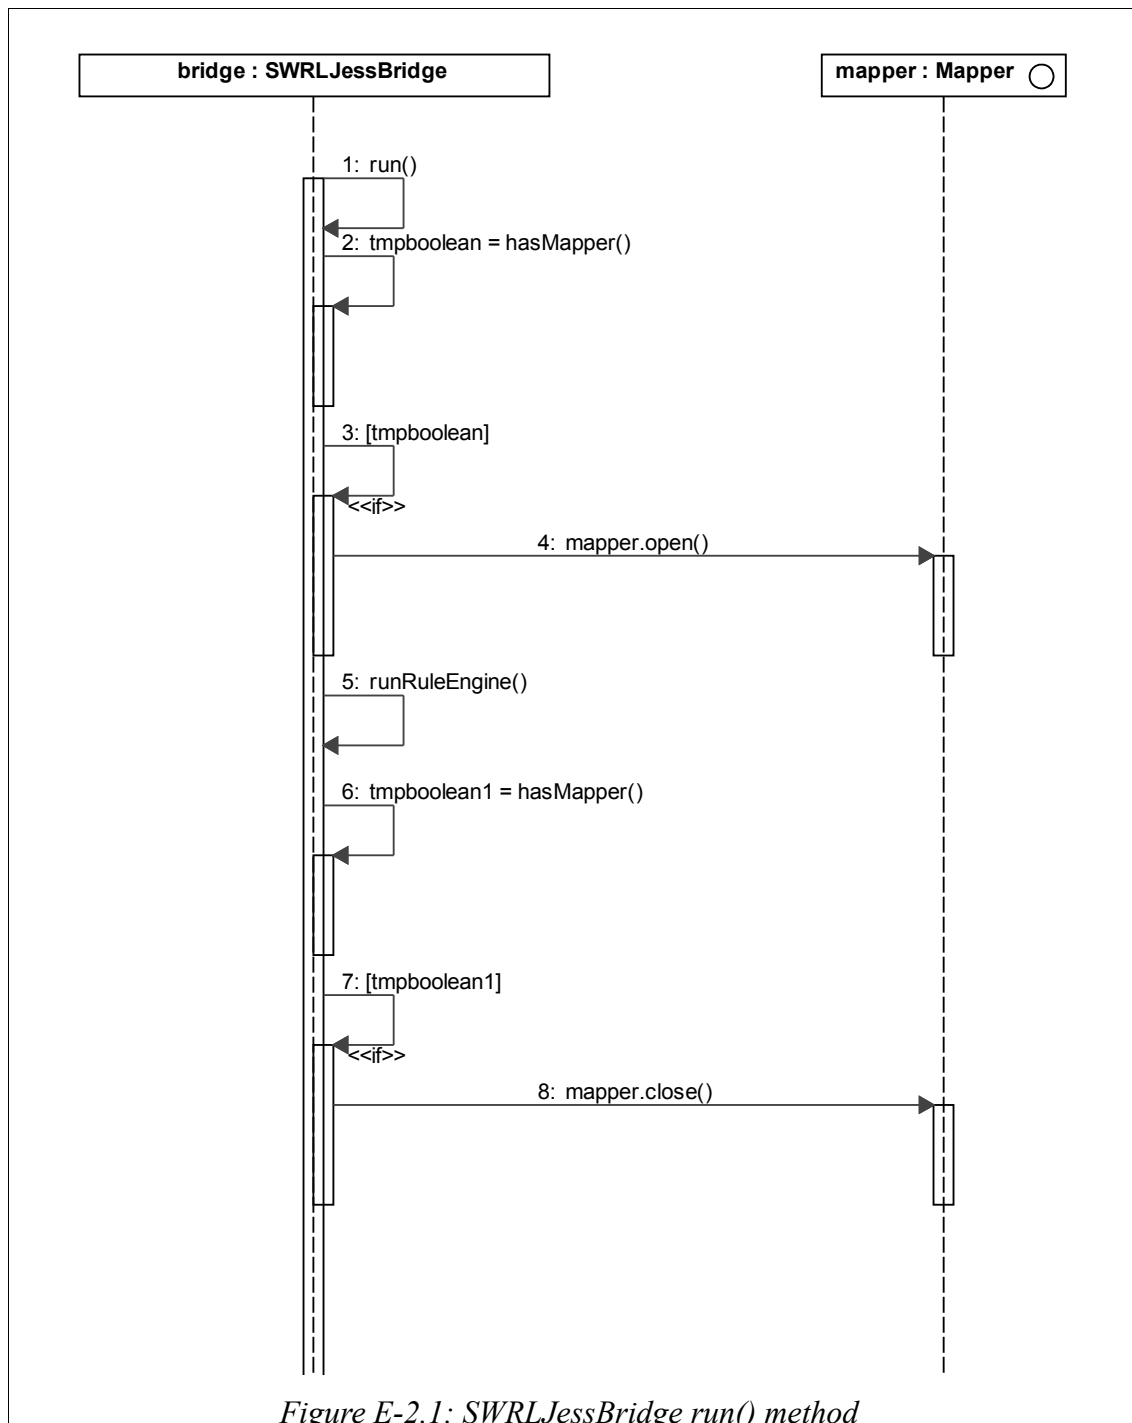 bridge : SWRLJessBridge
mapper : Mapper
1: run()
2: tmpboolean = hasMapper()
3: [tmpboolean]
<<if>>
4: mapper.open()
5: runRuleEngine()
6: tmpboolean1 = hasMapper()
7: [tmpboolean1]
<<if>>
8: mapper.close()
Figure E-2.1: SWRLJessBridge run() method